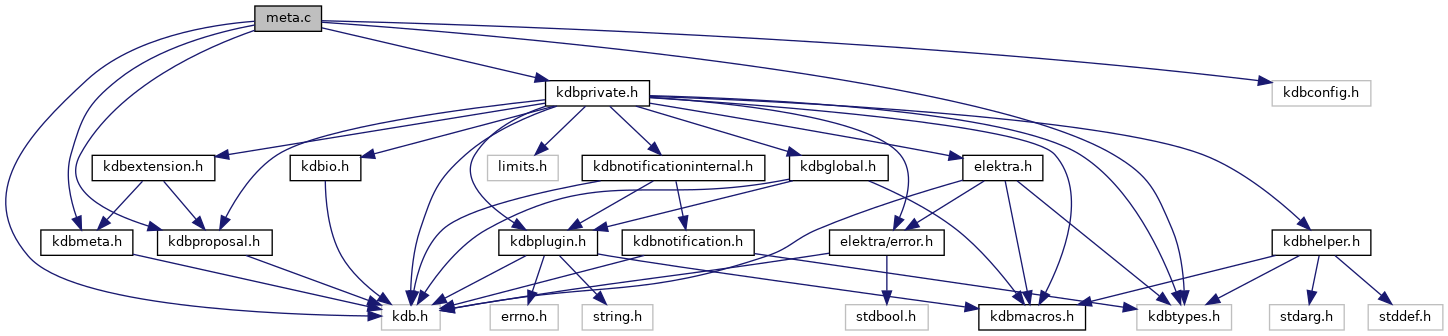 meta.c
kdbprivate.h
kdbconfig.h
kdbextension.h
kdbio.h
limits.h
kdbnotificationinternal.h
kdbglobal.h
elektra.h
kdbmeta.h
kdbproposal.h
kdbplugin.h
kdbnotification.h
elektra/error.h
kdbhelper.h
kdb.h
errno.h
string.h
stdbool.h
kdbmacros.h
kdbtypes.h
stdarg.h
stddef.h